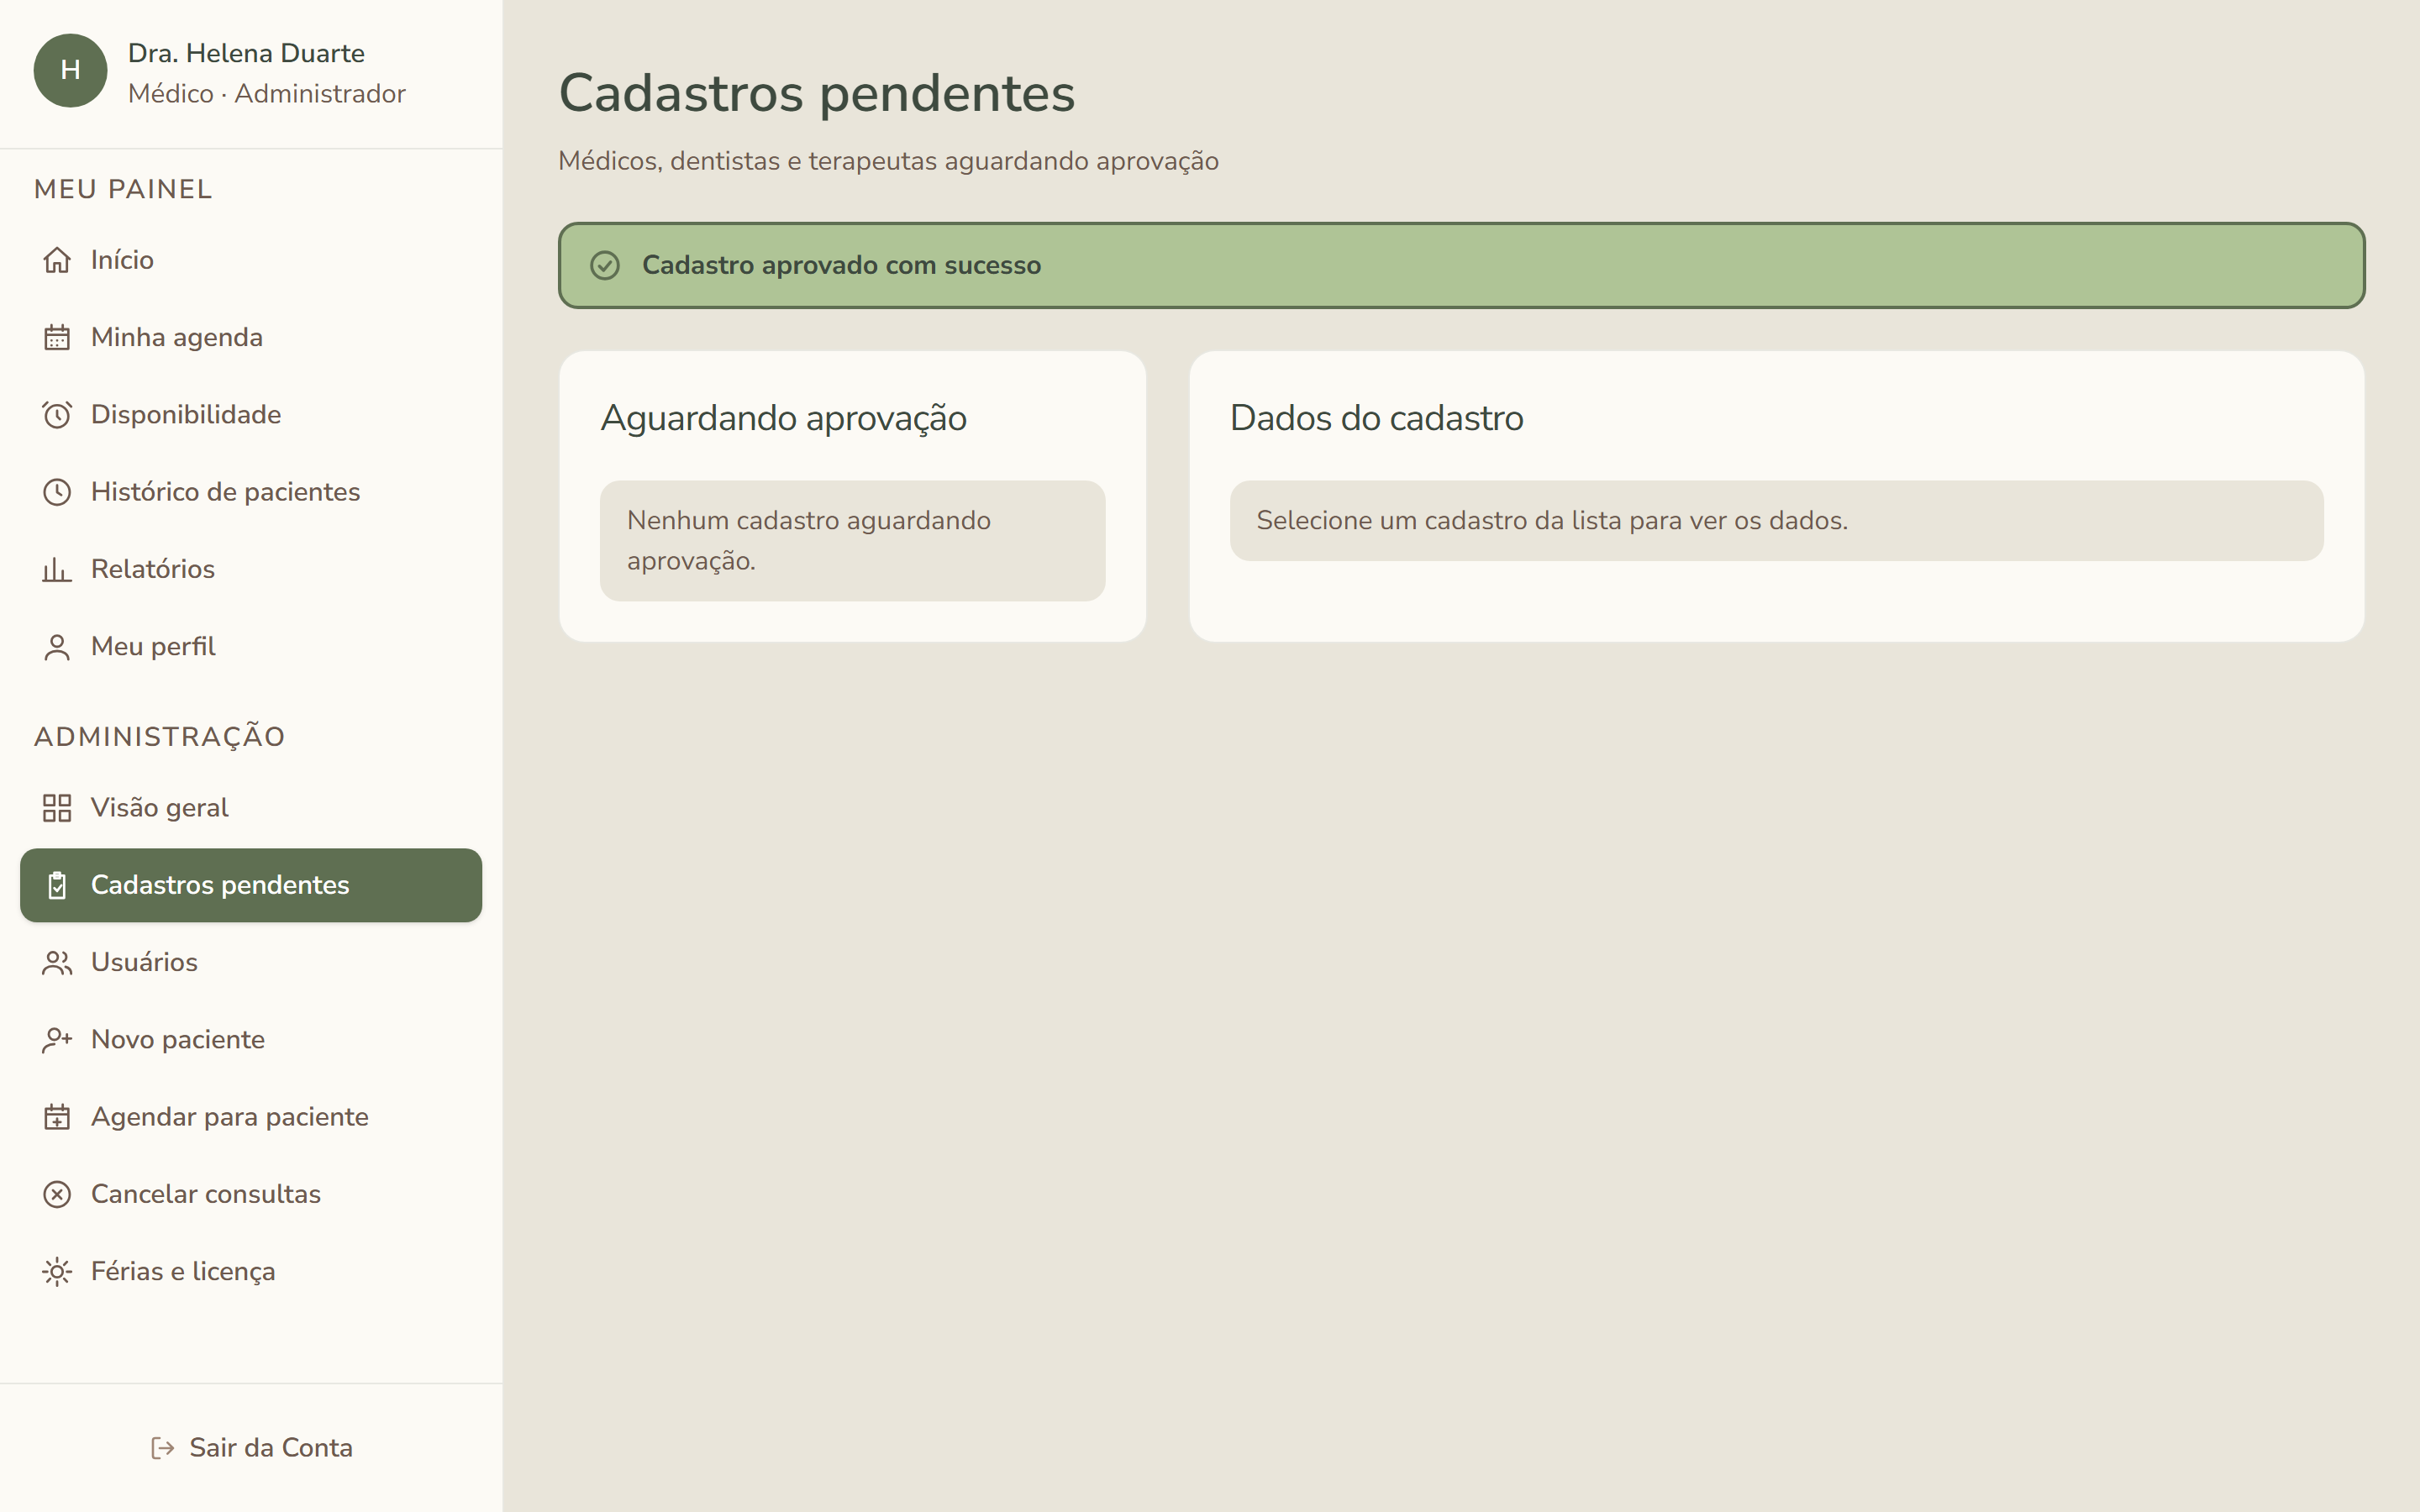 H
Dra. Helena Duarte
Médico · Administrador
MEU PAINEL
Início
Minha agenda
Disponibilidade
Histórico de pacientes
Relatórios
Meu perfil
ADMINISTRAÇÃO
Visão geral
Cadastros pendentes
Usuários
Novo paciente
Agendar para paciente
Cancelar consultas
Férias e licença
Sair da Conta
Cadastros pendentes
Médicos, dentistas e terapeutas aguardando aprovação
Cadastro aprovado com sucesso
Aguardando aprovação
Nenhum cadastro aguardando
aprovação.
Dados do cadastro
Selecione um cadastro da lista para ver os dados.